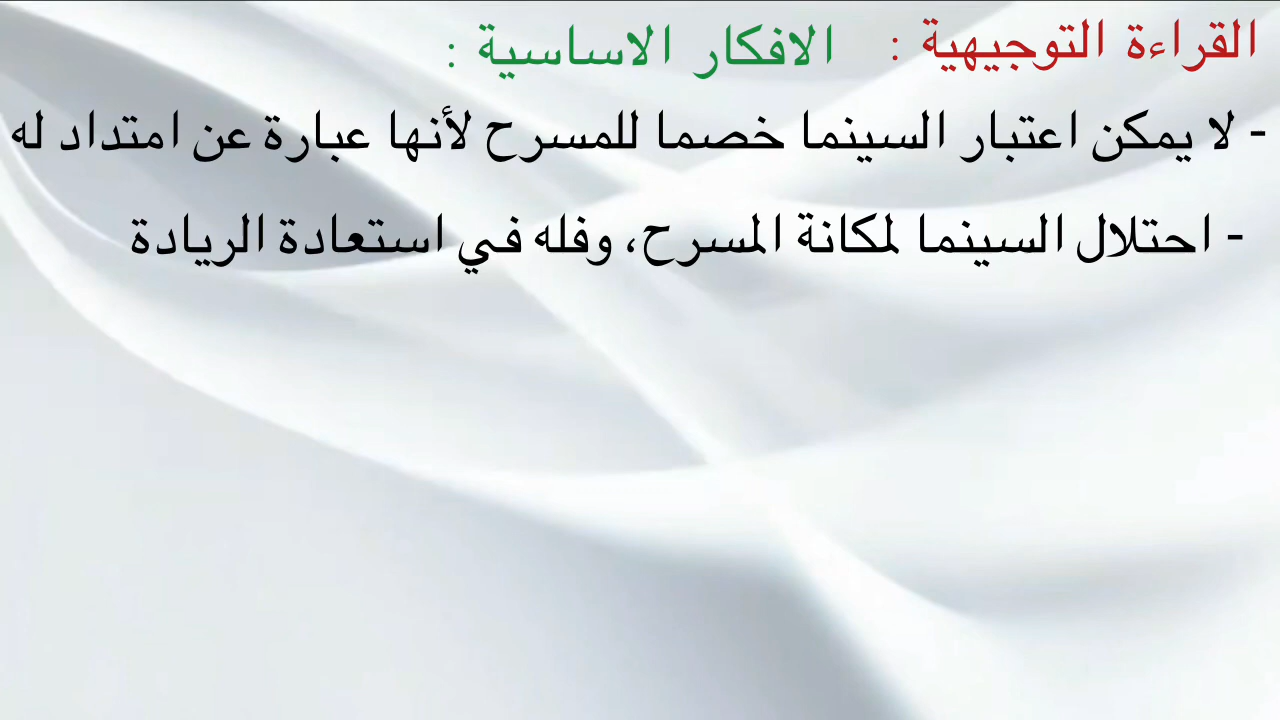 القراءة التوجيهية : الافكار الاساسية :
- لا يمكن اعتبار السينما خصما للمسرح لأنها عبارة عن امتداد له
- احتلال السينما لمكانة المسرح، وفله في استعادة الريادة